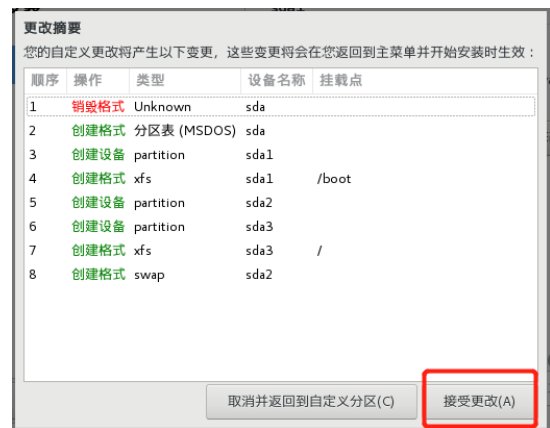 更改摘要
您的自定义更改将产生以下变更，这些变更将会在您返回到主菜单并开始安装时生效：
顺序 操作 类型 设备名称 挂载点
1 销毁格式 Unknown sda
2 创建格式 分区表 (MSDOS) sda
3 创建设备 partition sda1
4 创建格式 xfs sda1 /boot
5 创建设备 partition sda2
6 创建设备 partition sda3
7 创建格式 xfs sda3 /
8 创建格式 swap sda2
取消并返回到自定义分区(C) 接受更改(A)